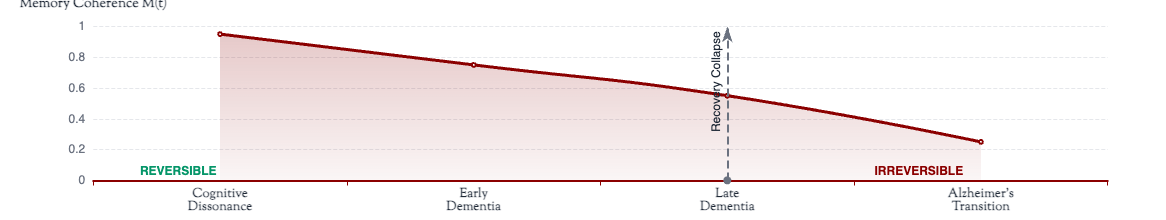 Memory Coherence M(t)
1
0.8
0.6
0.4
0.2
0
Recovery Collapse
REVERSIBLE
IRREVERSIBLE
Cognitive
Dissonance
Early
Dementia
Late
Dementia
Alzheimer's
Transition